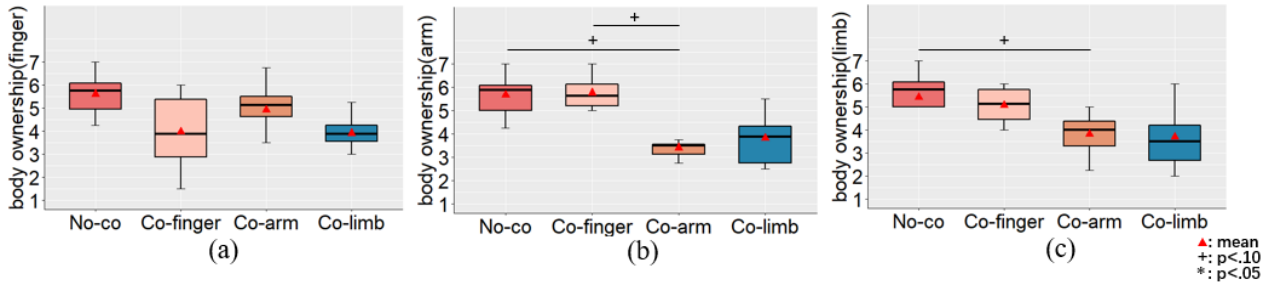 body ownership(finger)
7
6
5
4
3
2
1
No-co Co-finger Co-arm Co-limb
(a)
body ownership(arm)
+
+
7
6
5
4
3
2
1
No-co Co-finger Co-arm Co-limb
(b)
body ownership(limb)
+
7
6
5
4
3
2
1
No-co Co-finger Co-arm Co-limb
(c)
▲: mean
+: p<.10
*: p<.05